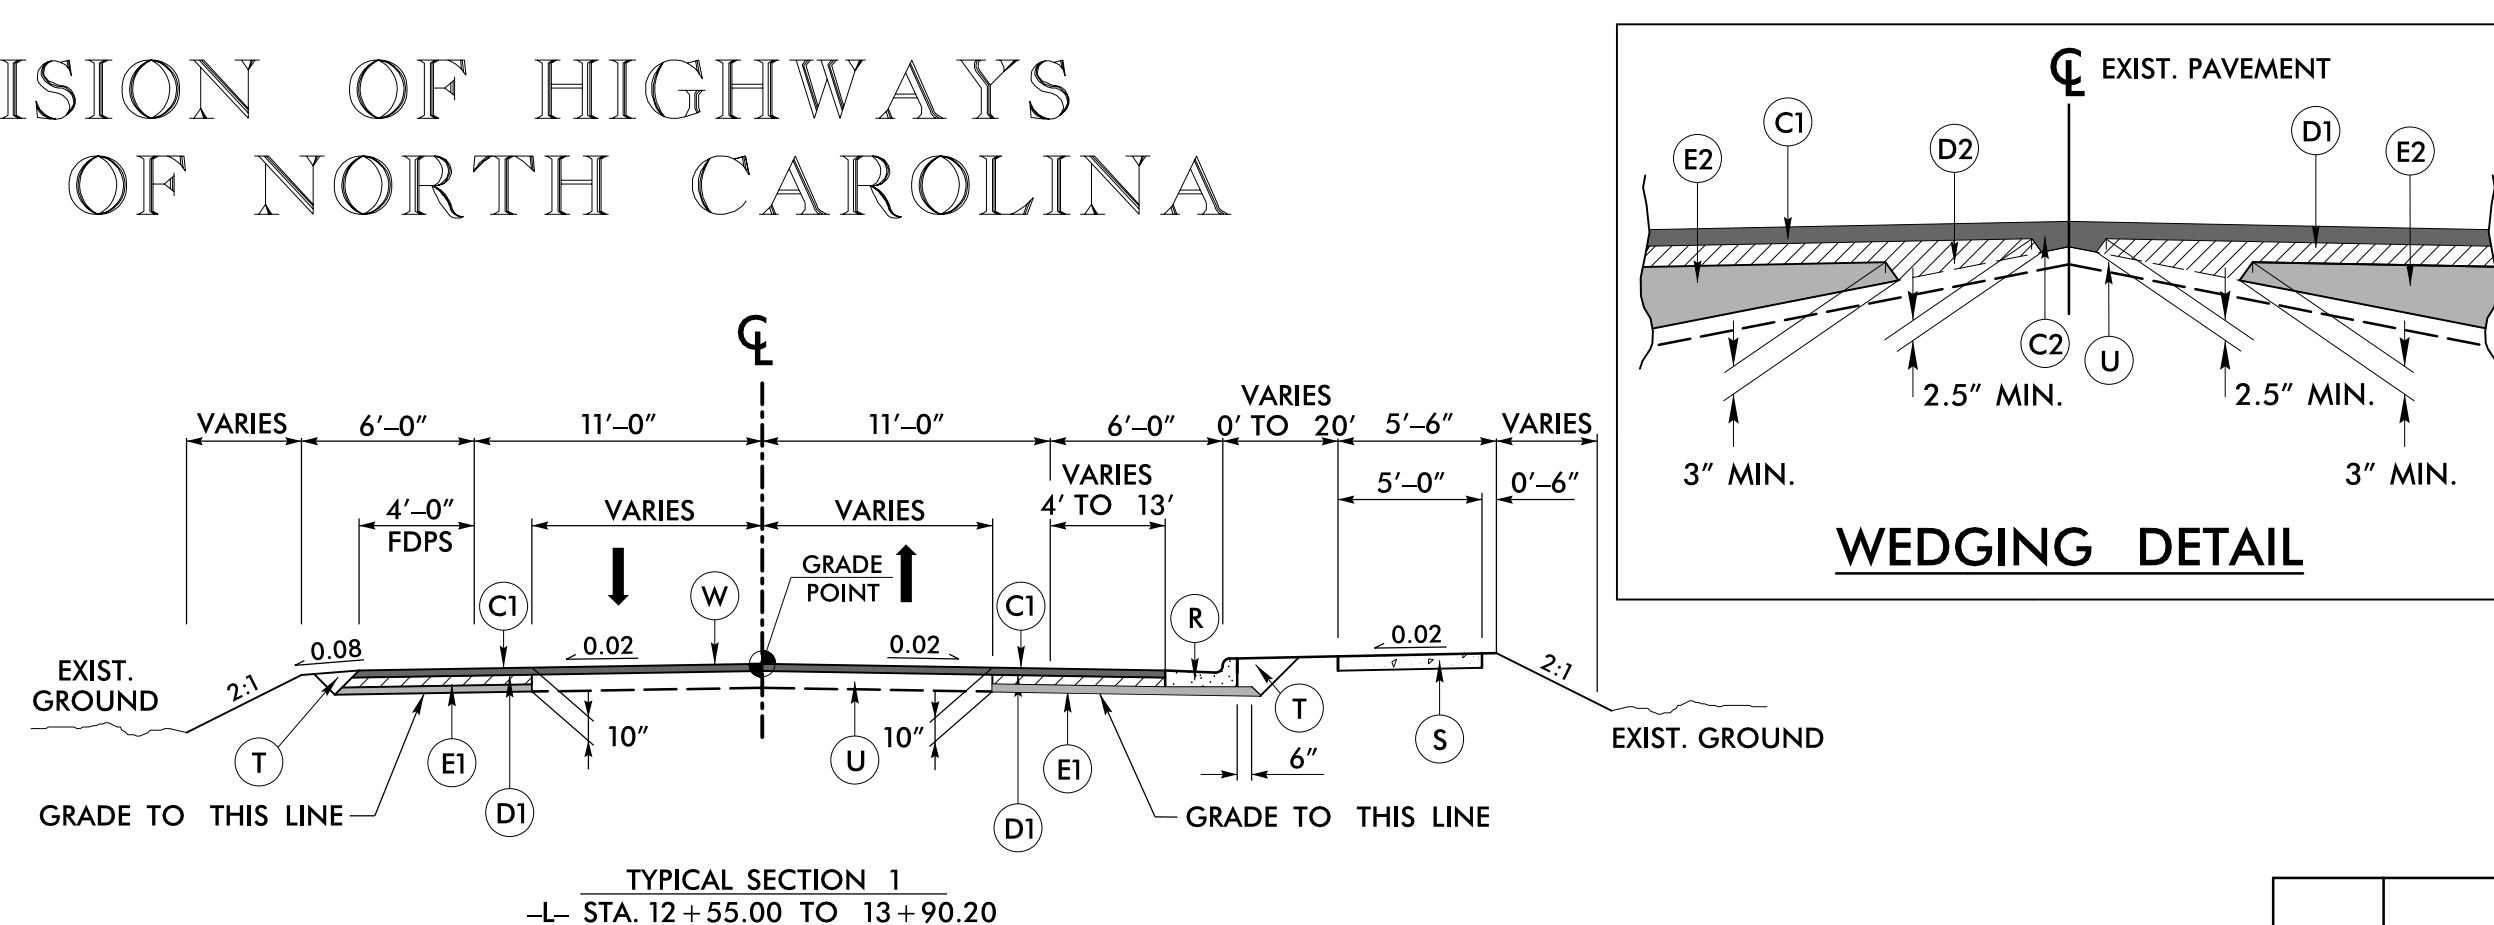 ISION OF HIGHWAYS
OF NORTH CAROLINA
℄ EXIST. PAVEMENT
C1
D1
D2
E2
E2
C2
U
2.5" MIN.
2.5" MIN.
3" MIN.
3" MIN.
WEDGING DETAIL
℄
VARIES
6'-0"
11'-0"
11'-0"
6'-0"
VARIES
0' TO 20'
5'-6"
VARIES
4'-0"
FDPS
VARIES
VARIES
VARIES
4' TO 13'
5'-0"
0'-6"
GRADE
POINT
C1
W
C1
R
0.08
0.02
0.02
0.02
EXIST.
GROUND
2:1
2:1
T
E1
D1
10"
U
10"
D1
E1
6"
T
S
EXIST. GROUND
GRADE TO THIS LINE
GRADE TO THIS LINE
TYPICAL SECTION 1
-L- STA. 12+55.00 TO 13+90.20